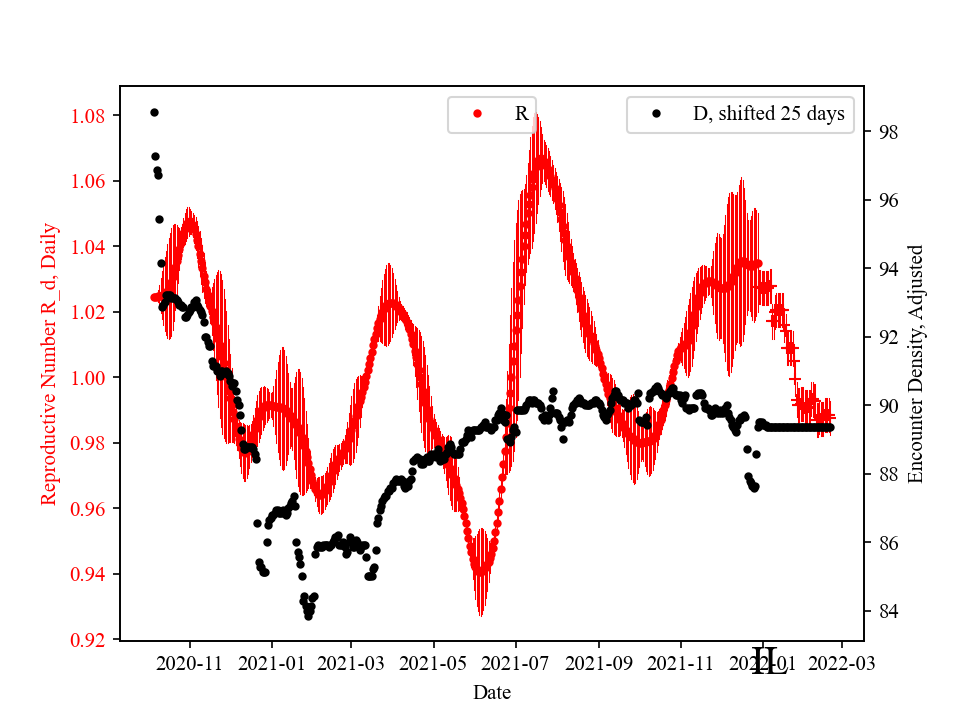 R
D, shifted 25 days
1.08
1.06
1.04
1.02
1.00
0.98
0.96
0.94
0.92
Reproductive Number R_d, Daily
98
96
94
92
90
88
86
84
Encounter Density, Adjusted
2020-11 2021-01 2021-03 2021-05 2021-07 2021-09 2021-11 2022-01 2022-03
IL
Date